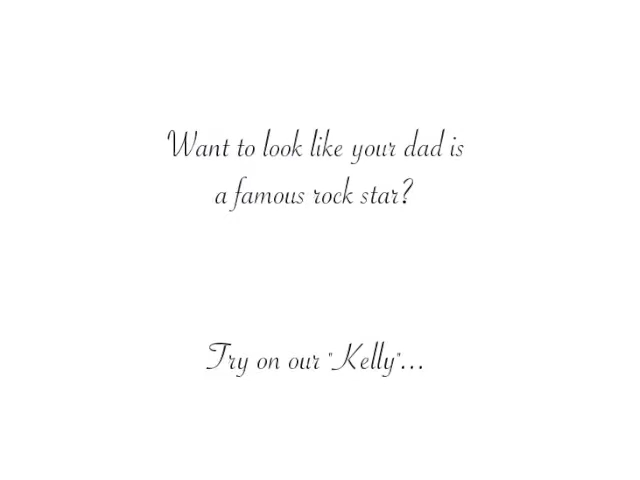 Want to look like your dad is
a famous rock star?
Try on our "Kelly"...